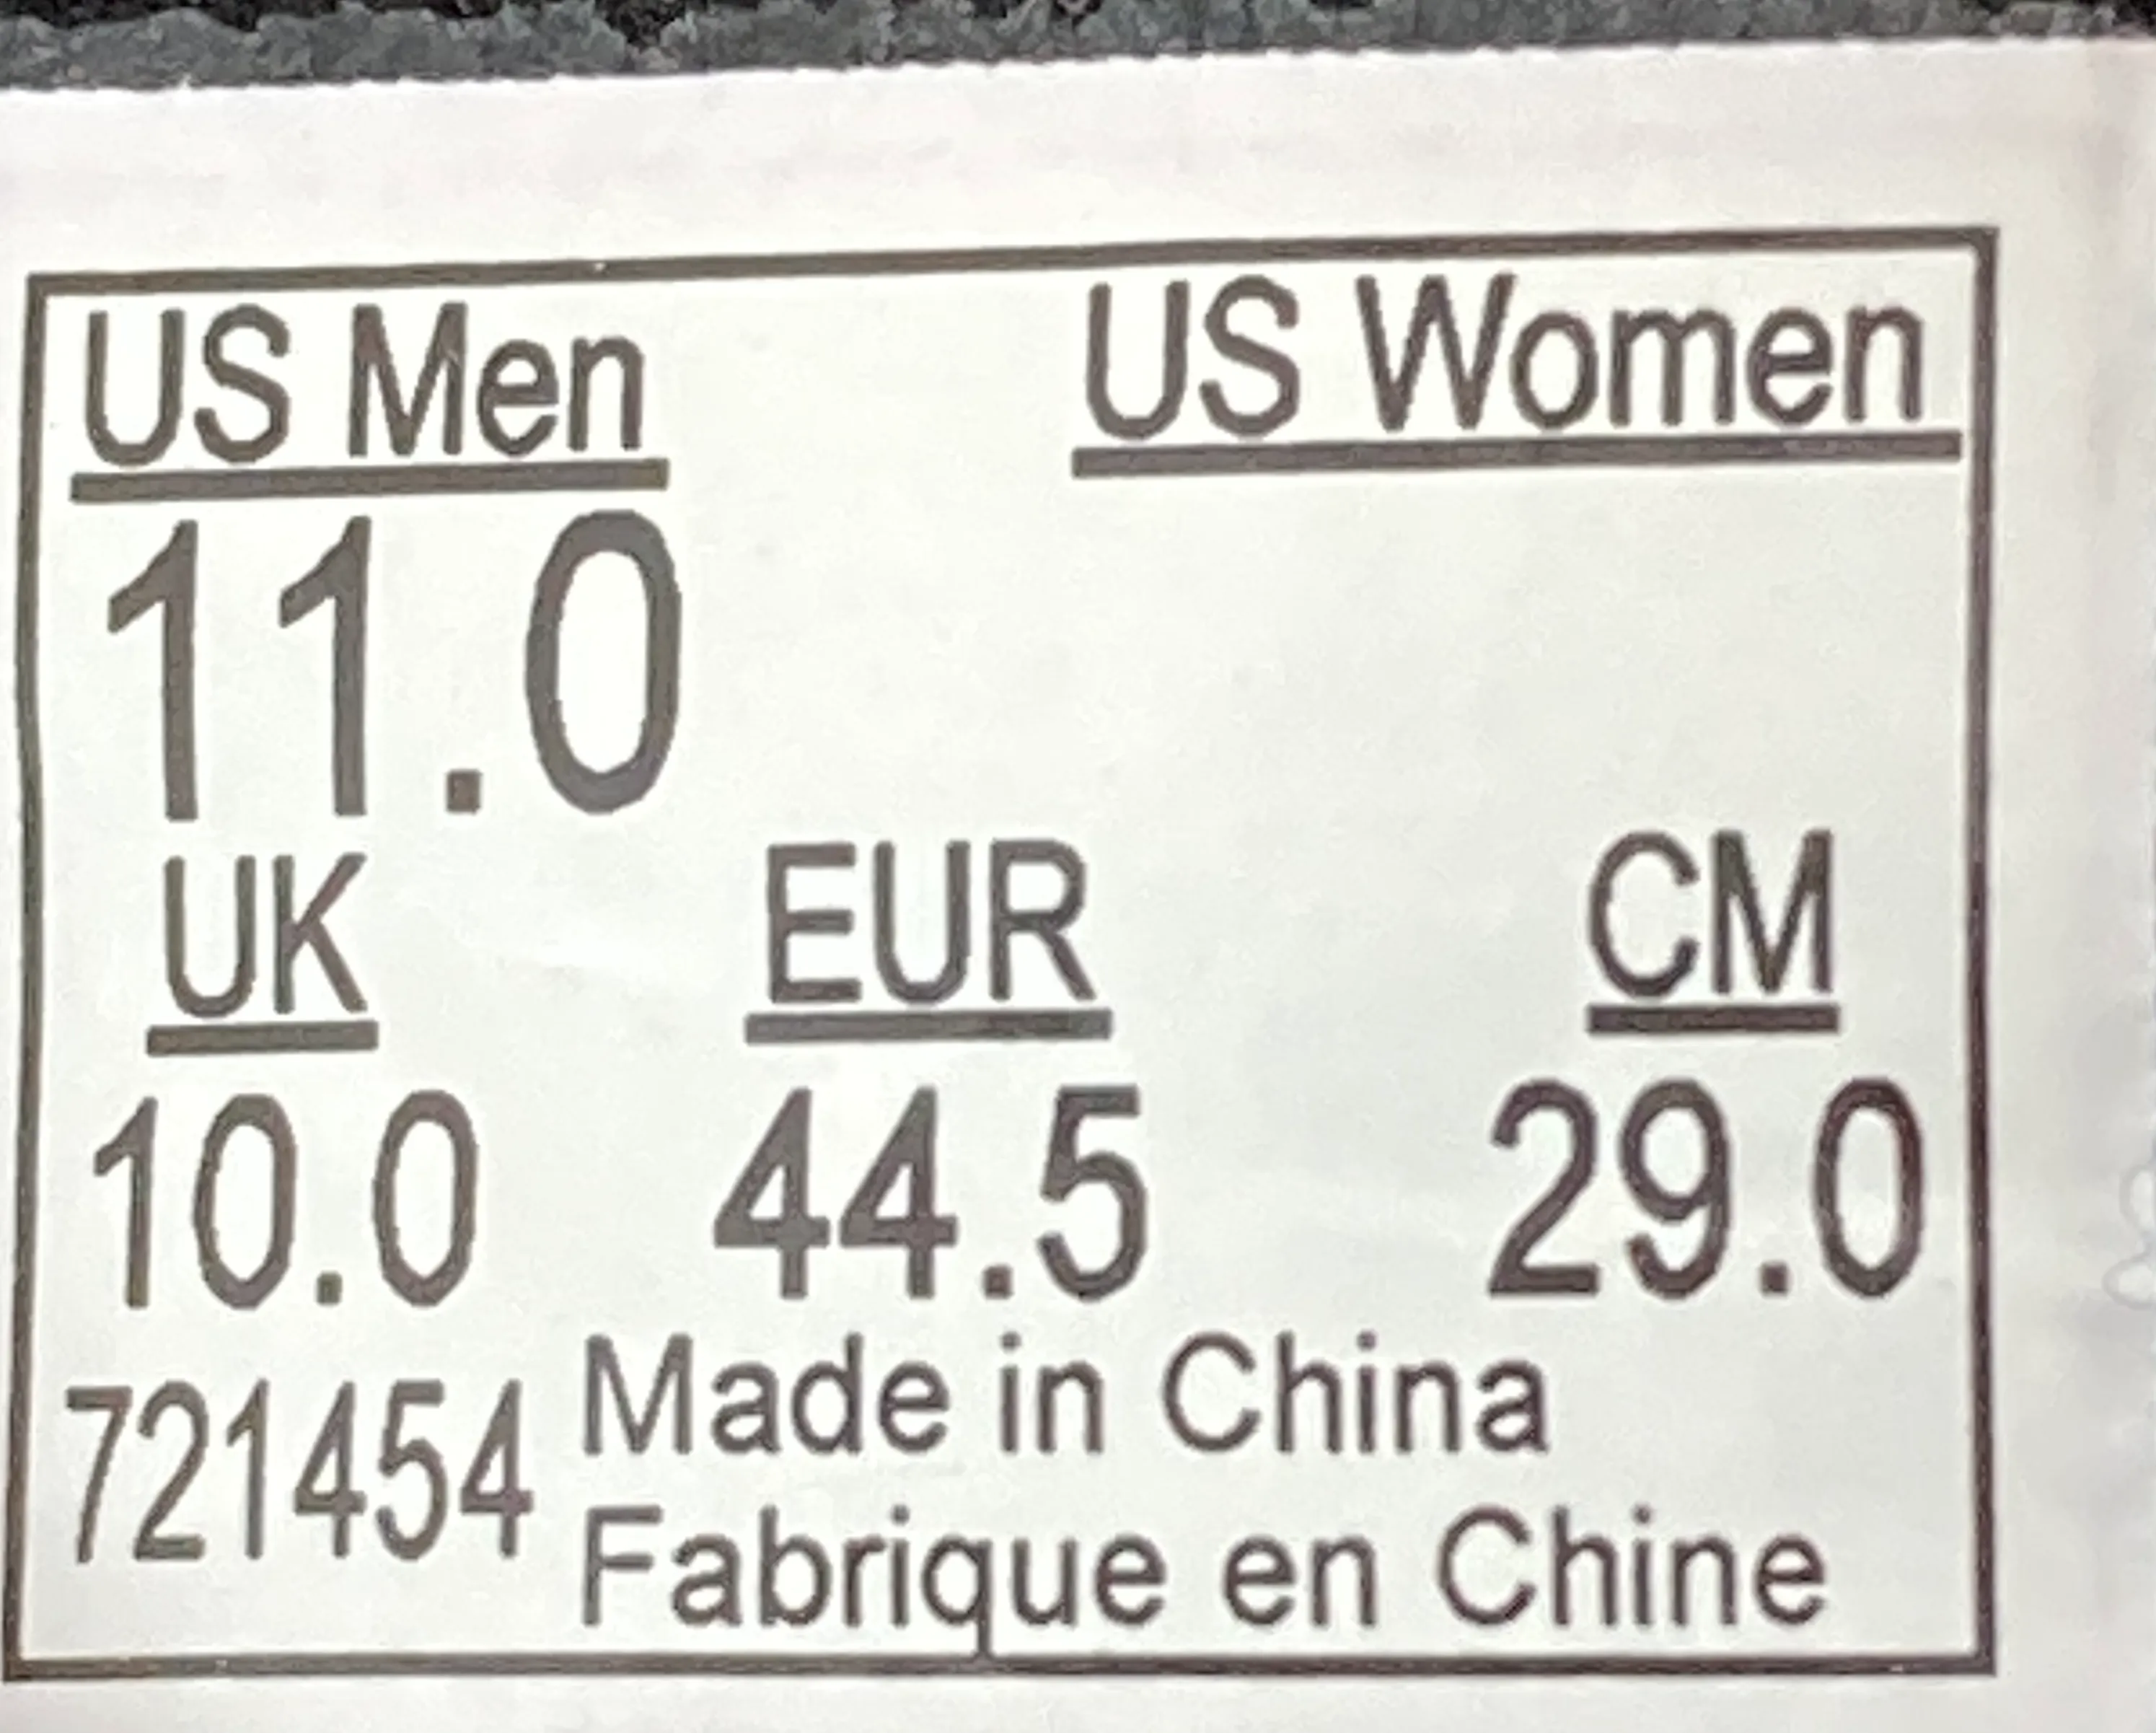 US Men US Women
11.0
UK EUR CM
10.0 44.5 29.0
721454 Made in China
Fabrique en Chine